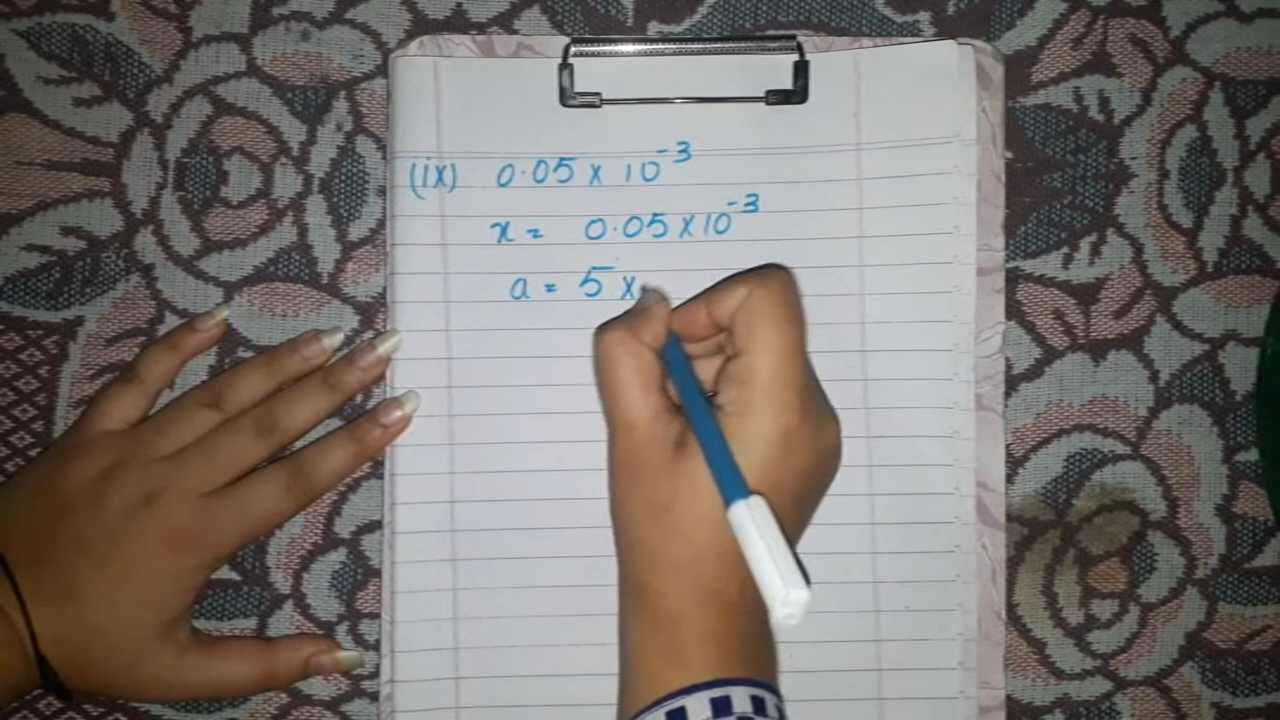 (ix) 0.05 x 10⁻³
x = 0.05 x 10⁻³
a = 5 x